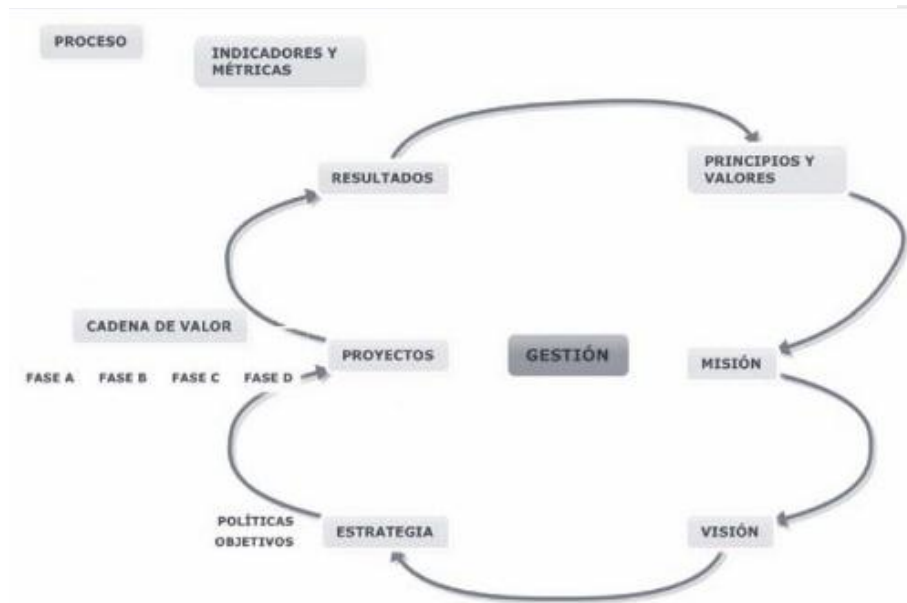 PROCESO
INDICADORES Y
MÉTRICAS
RESULTADOS
PRINCIPIOS Y
VALORES
CADENA DE VALOR
PROYECTOS
GESTIÓN
MISIÓN
FASE A
FASE B
FASE C
FASE D
POLÍTICAS
OBJETIVOS
ESTRATEGIA
VISIÓN